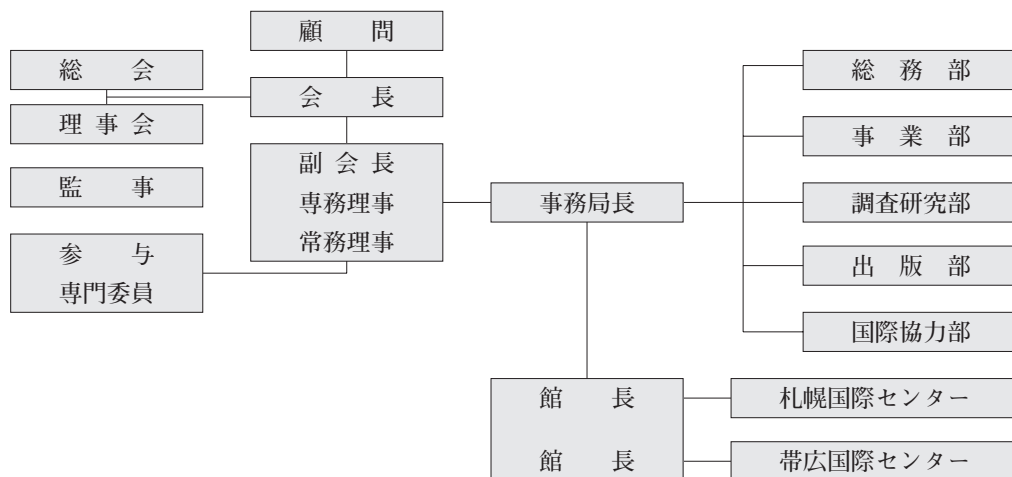 顧　問
総　会
会　長
理事会
副会長
専務理事
常務理事
監　事
参　与
専門委員
事務局長
総務部
事業部
調査研究部
出版部
国際協力部
館　長
札幌国際センター
館　長
帯広国際センター